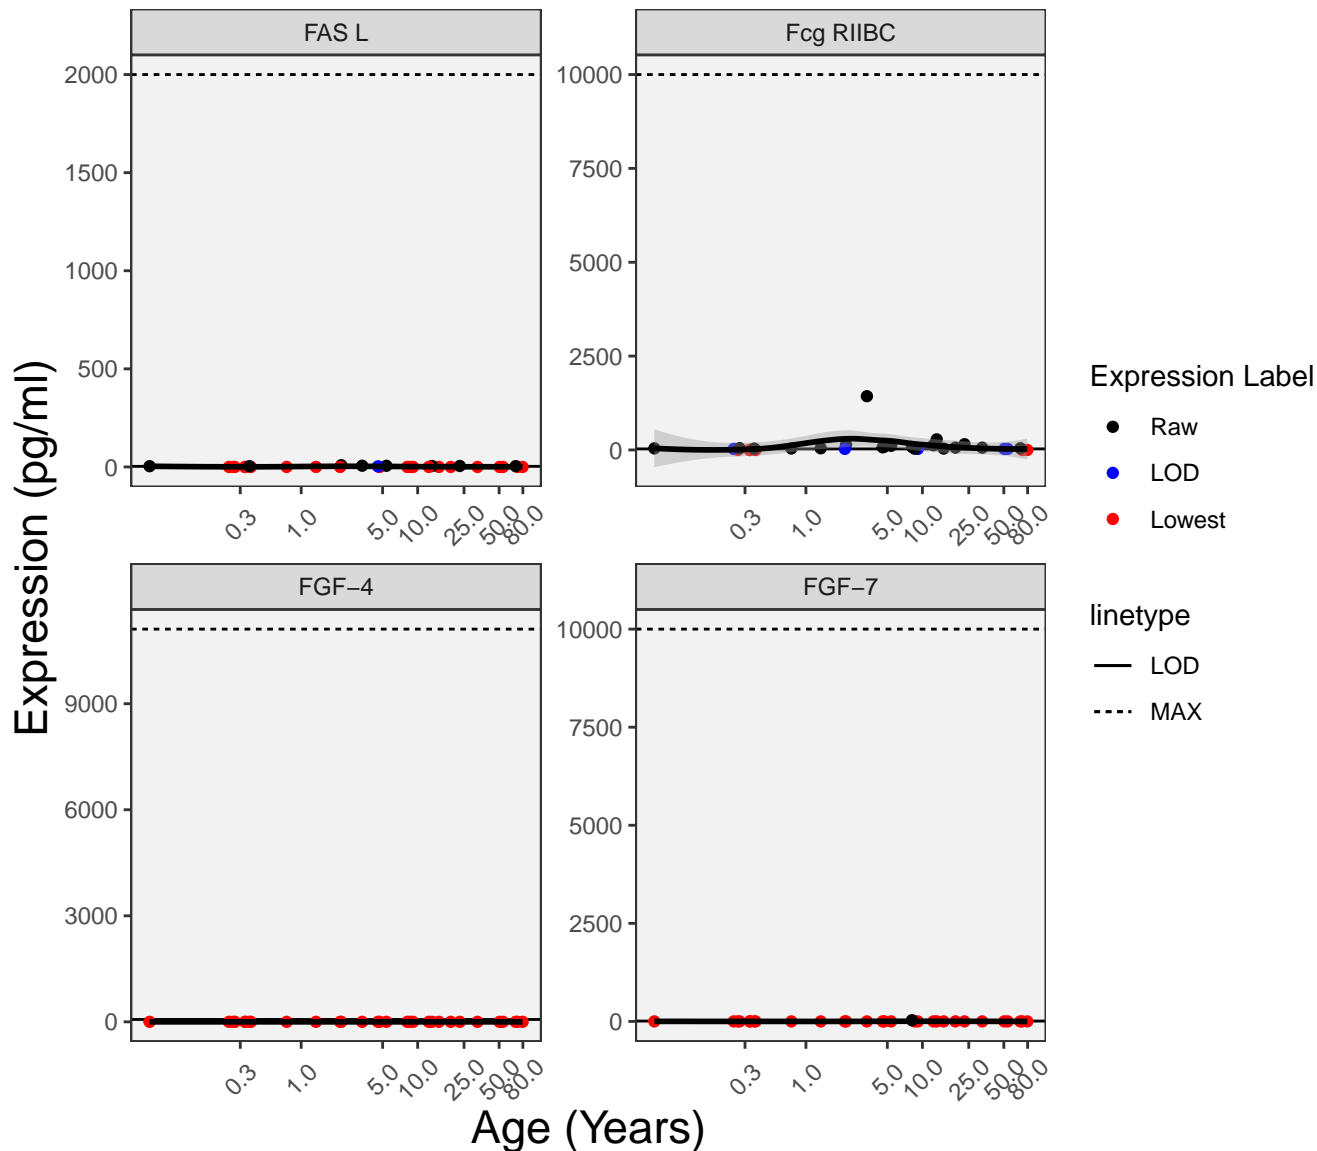 FAS L
Fcg RIIBC
2000
1500
1000
500
0
10000
7500
5000
2500
0
0.3 1.0 5.0 10.0 25.0 50.0 80.0
0.3 1.0 5.0 10.0 25.0 50.0 80.0
FGF−4
FGF−7
9000
6000
3000
0
10000
7500
5000
2500
0
0.3 1.0 5.0 10.0 25.0 50.0 80.0
0.3 1.0 5.0 10.0 25.0 50.0 80.0
Expression (pg/ml)
Age (Years)
Expression Label
Raw
LOD
Lowest
linetype
LOD
MAX